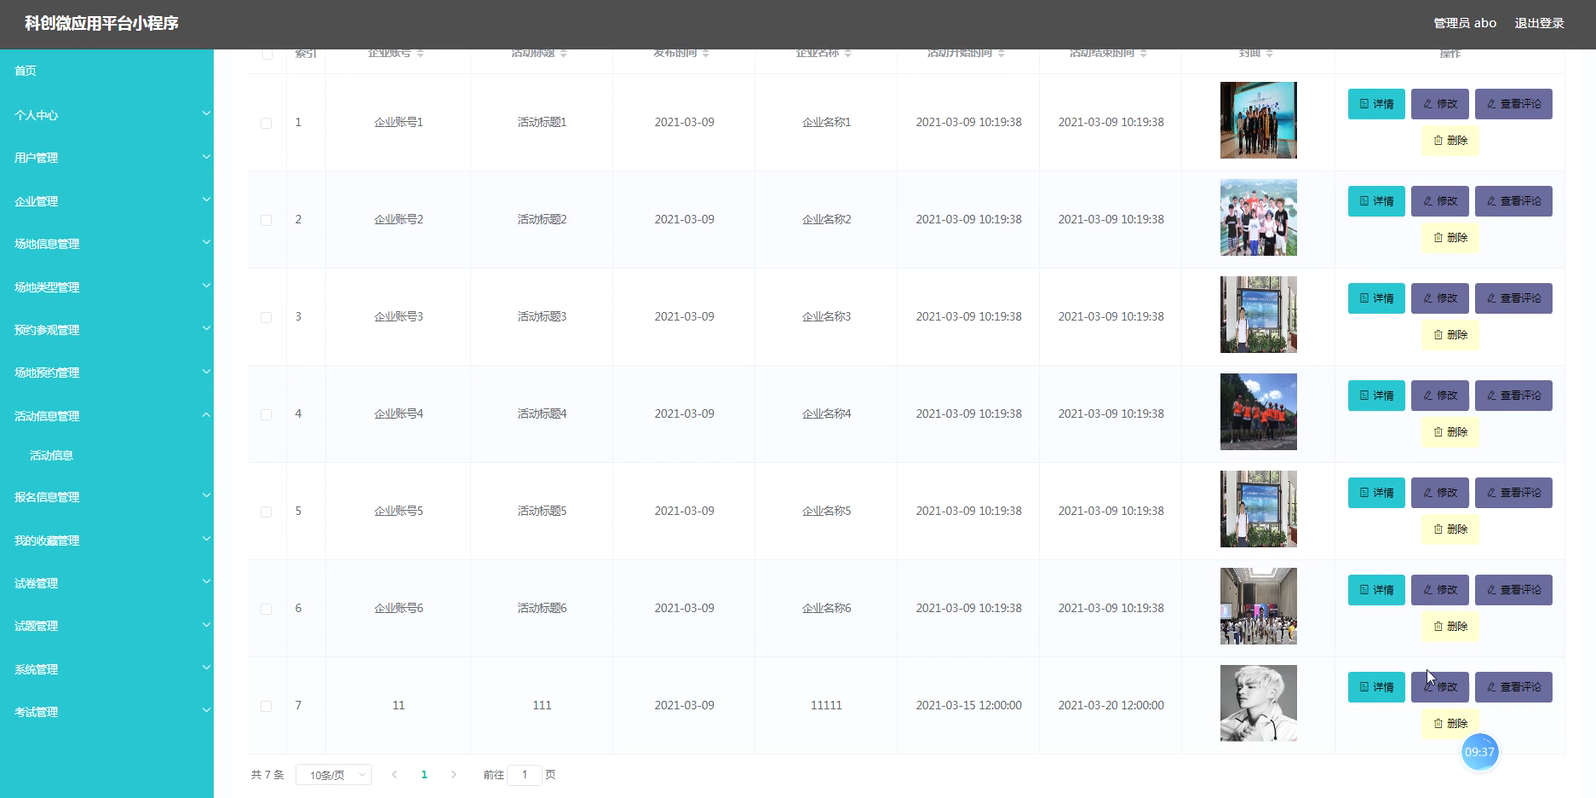 科创微应用平台小程序
管理员 abo 退出登录
首页
个人中心
用户管理
企业管理
场地信息管理
场地类型管理
预约参观管理
场地预约管理
活动信息管理
活动信息
报名信息管理
我的收藏管理
试卷管理
试题管理
系统管理
考试管理
索引 企业账号 活动标题 发布时间 企业名称 活动开始时间 活动结束时间 封面 操作
1 企业账号1 活动标题1 2021-03-09 企业名称1 2021-03-09 10:19:38 2021-03-09 10:19:38 详情 修改 查看评论
删除
2 企业账号2 活动标题2 2021-03-09 企业名称2 2021-03-09 10:19:38 2021-03-09 10:19:38 详情 修改 查看评论
删除
3 企业账号3 活动标题3 2021-03-09 企业名称3 2021-03-09 10:19:38 2021-03-09 10:19:38 详情 修改 查看评论
删除
4 企业账号4 活动标题4 2021-03-09 企业名称4 2021-03-09 10:19:38 2021-03-09 10:19:38 详情 修改 查看评论
删除
5 企业账号5 活动标题5 2021-03-09 企业名称5 2021-03-09 10:19:38 2021-03-09 10:19:38 详情 修改 查看评论
删除
6 企业账号6 活动标题6 2021-03-09 企业名称6 2021-03-09 10:19:38 2021-03-09 10:19:38 详情 修改 查看评论
删除
7 11 111 2021-03-09 11111 2021-03-15 12:00:00 2021-03-20 12:00:00 详情 修改 查看评论
删除
09:37
共 7 条 10条/页 1 前往 1 页